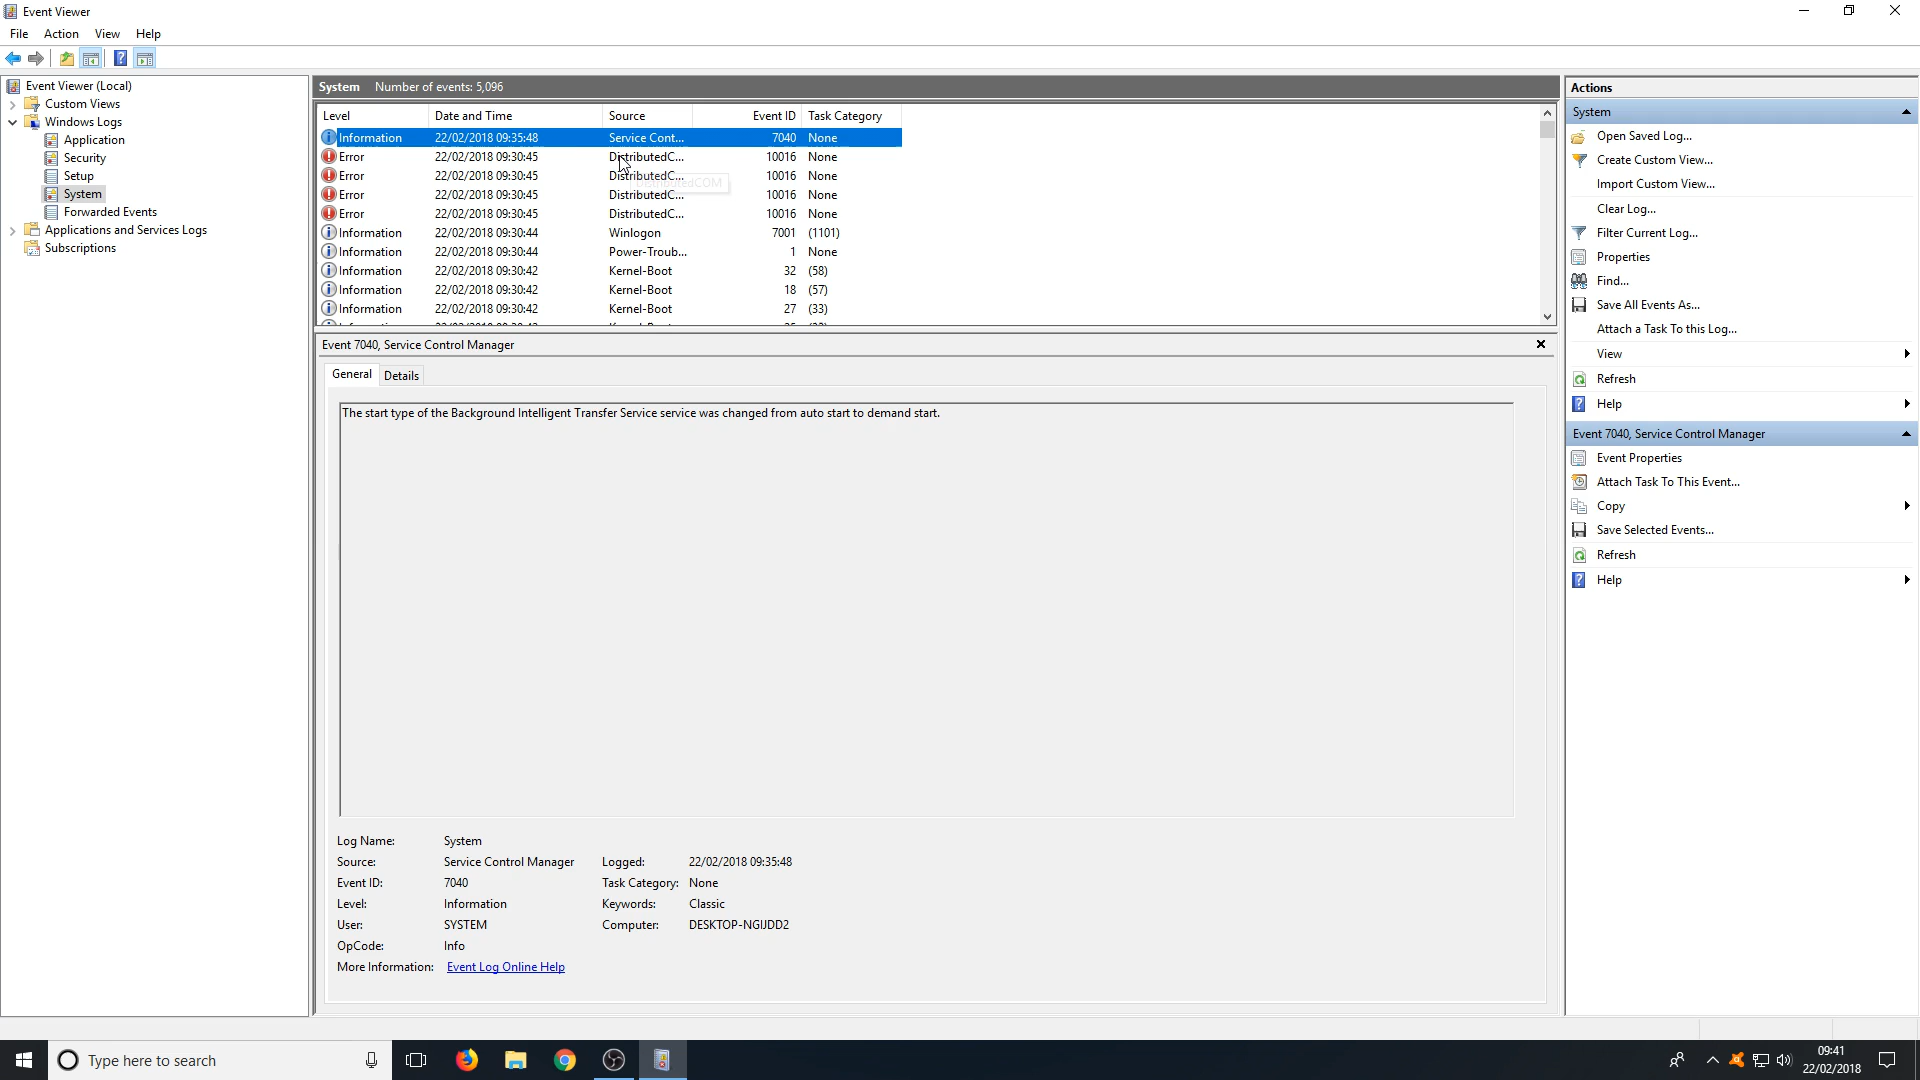 Event Viewer
File Action View Help
Event Viewer (Local)
Custom Views
Windows Logs
Application
Security
Setup
System
Forwarded Events
Applications and Services Logs
Subscriptions
System Number of events: 5,096
Level Date and Time Source Event ID Task Category
Information 22/02/2018 09:35:48 Service Cont... 7040 None
Error 22/02/2018 09:30:45 DistributedC... 10016 None
Error 22/02/2018 09:30:45 DistributedC... 10016 None
DistributedCOM
Error 22/02/2018 09:30:45 DistributedC... 10016 None
Error 22/02/2018 09:30:45 DistributedC... 10016 None
Information 22/02/2018 09:30:44 Winlogon 7001 (1101)
Information 22/02/2018 09:30:44 Power-Troub... 1 None
Information 22/02/2018 09:30:42 Kernel-Boot 32 (58)
Information 22/02/2018 09:30:42 Kernel-Boot 18 (57)
Information 22/02/2018 09:30:42 Kernel-Boot 27 (33)
Event 7040, Service Control Manager
General Details
The start type of the Background Intelligent Transfer Service service was changed from auto start to demand start.
Log Name: System
Source: Service Control Manager Logged: 22/02/2018 09:35:48
Event ID: 7040 Task Category: None
Level: Information Keywords: Classic
User: SYSTEM Computer: DESKTOP-NGIJDD2
OpCode: Info
More Information: Event Log Online Help
Actions
System
Open Saved Log...
Create Custom View...
Import Custom View...
Clear Log...
Filter Current Log...
Properties
Find...
Save All Events As...
Attach a Task To this Log...
View
Refresh
Help
Event 7040, Service Control Manager
Event Properties
Attach Task To This Event...
Copy
Save Selected Events...
Refresh
Help
Type here to search
09:41
22/02/2018